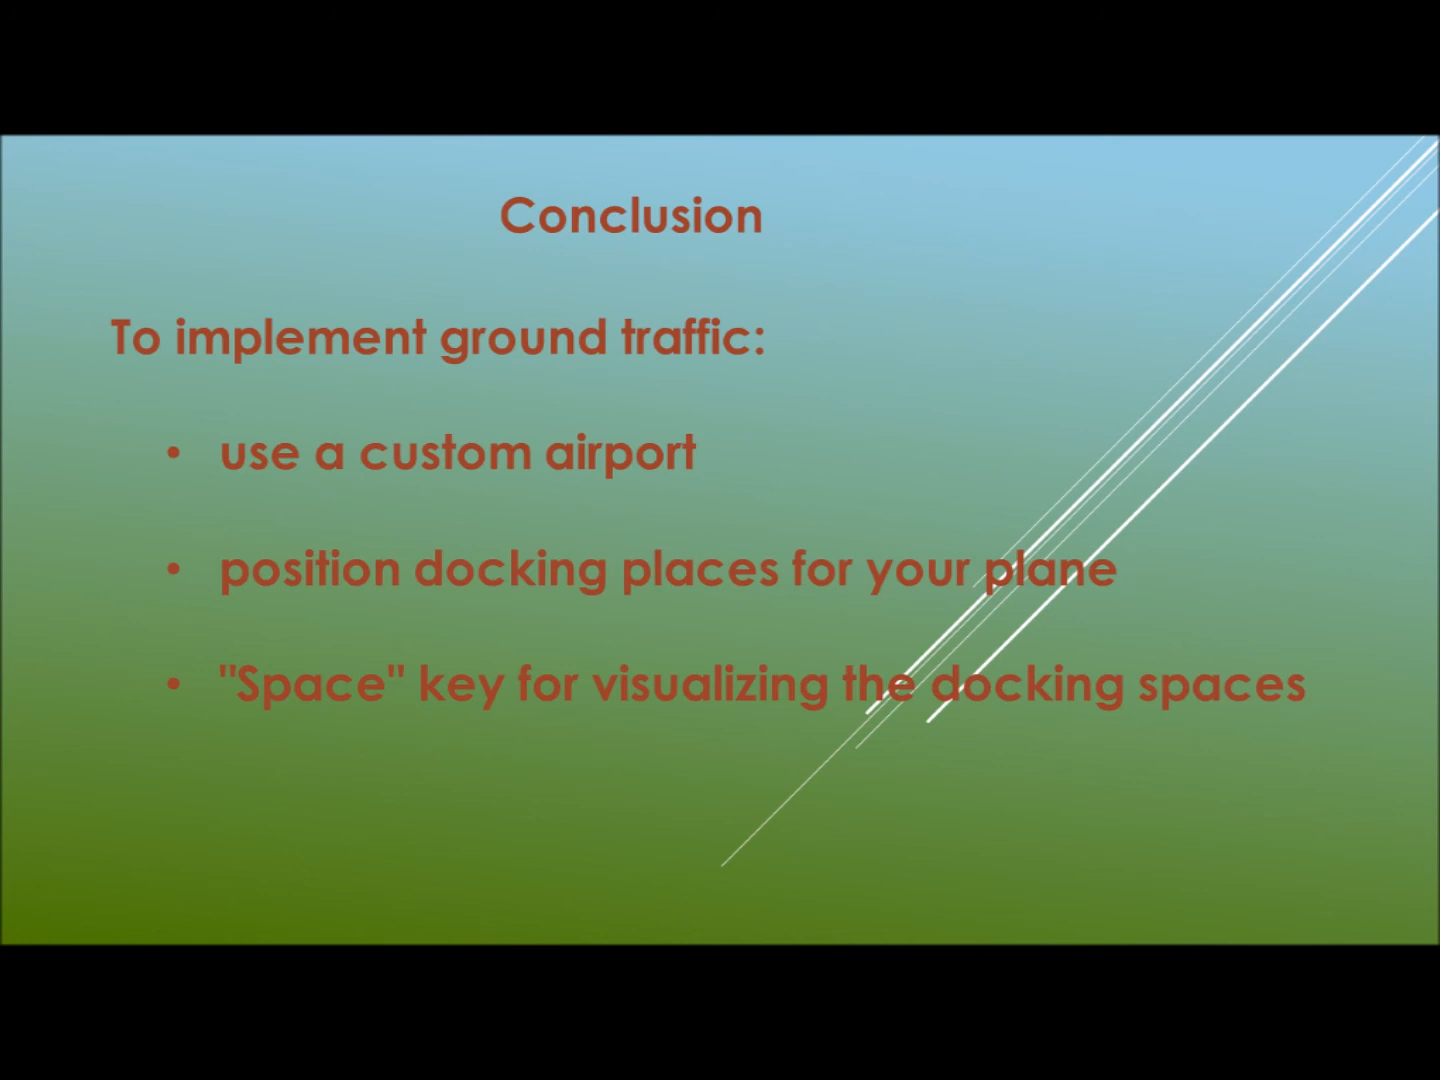 Conclusion
To implement ground traffic:
• use a custom airport
• position docking places for your plane
• "Space" key for visualizing the docking spaces